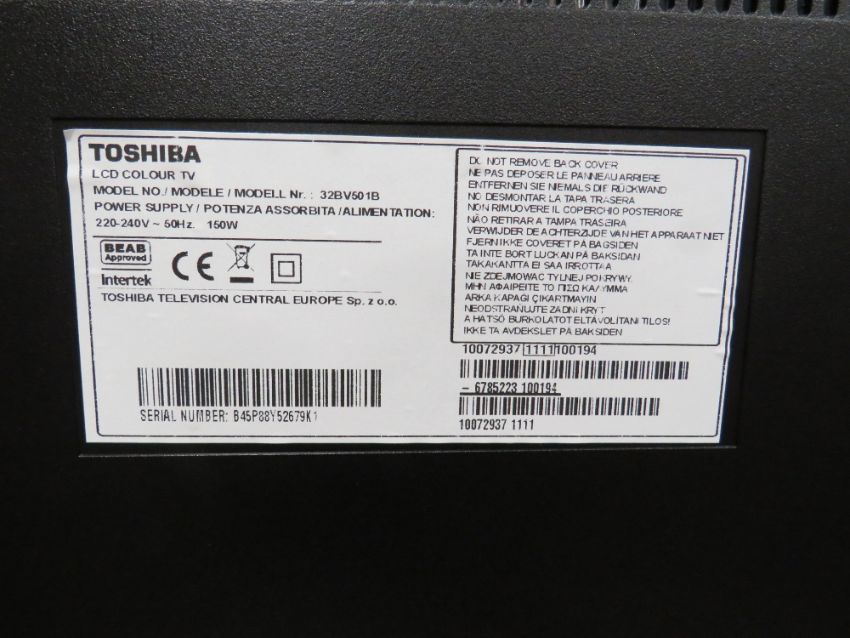 TOSHIBA
LCD COLOUR TV
MODEL NO./ MODELE / MODELL Nr. : 32BV501B
POWER SUPPLY / POTENZA ASSORBITA /ALIMENTATION:
220-240V ~ 50Hz. 150W
BEAB
Approved
Intertek
CE
TOSHIBA TELEVISION CENTRAL EUROPE Sp. z o.o.
SERIAL NUMBER: B45P88Y52679K1
DO NOT REMOVE BACK COVER
NE PAS DEPOSER LE PANNEAU ARRIERE
ENTFERNEN SIE NIEMALS DIE RÜCKWAND
NO DESMONTAR LA TAPA TRASERA
NON RIMUOVERE IL COPERCHIO POSTERIORE
NÃO RETIRAR A TAMPA TRASEIRA
VERWIJDER DE ACHTERZIJDE VAN HET APPARAAT NIET
FJERN IKKE COVERET PÅ BAGSIDEN
TA INTE BORT LUCKAN PÅ BAKSIDAN
TAKAKANTTA EI SAA IRROTTAA
NIE ZDEJMOWAĆ TYLNEJ POKRYWY.
ΜΗΝ ΑΦΑΙΡΕΙΤΕ ΤΟ ΠΙΣΩ ΚΑΛΥΜΜΑ
ARKA KAPAĞI ÇIKARTMAYIN
NEODSTRAŇUJTE ZADNÍ KRYT
A HÁTSÓ BURKOLATOT ELTÁVOLÍTANI TILOS!
IKKE TA AVDEKSLET PÅ BAKSIDEN
10072937 1111 100194
- 6785223 100194
10072937 1111